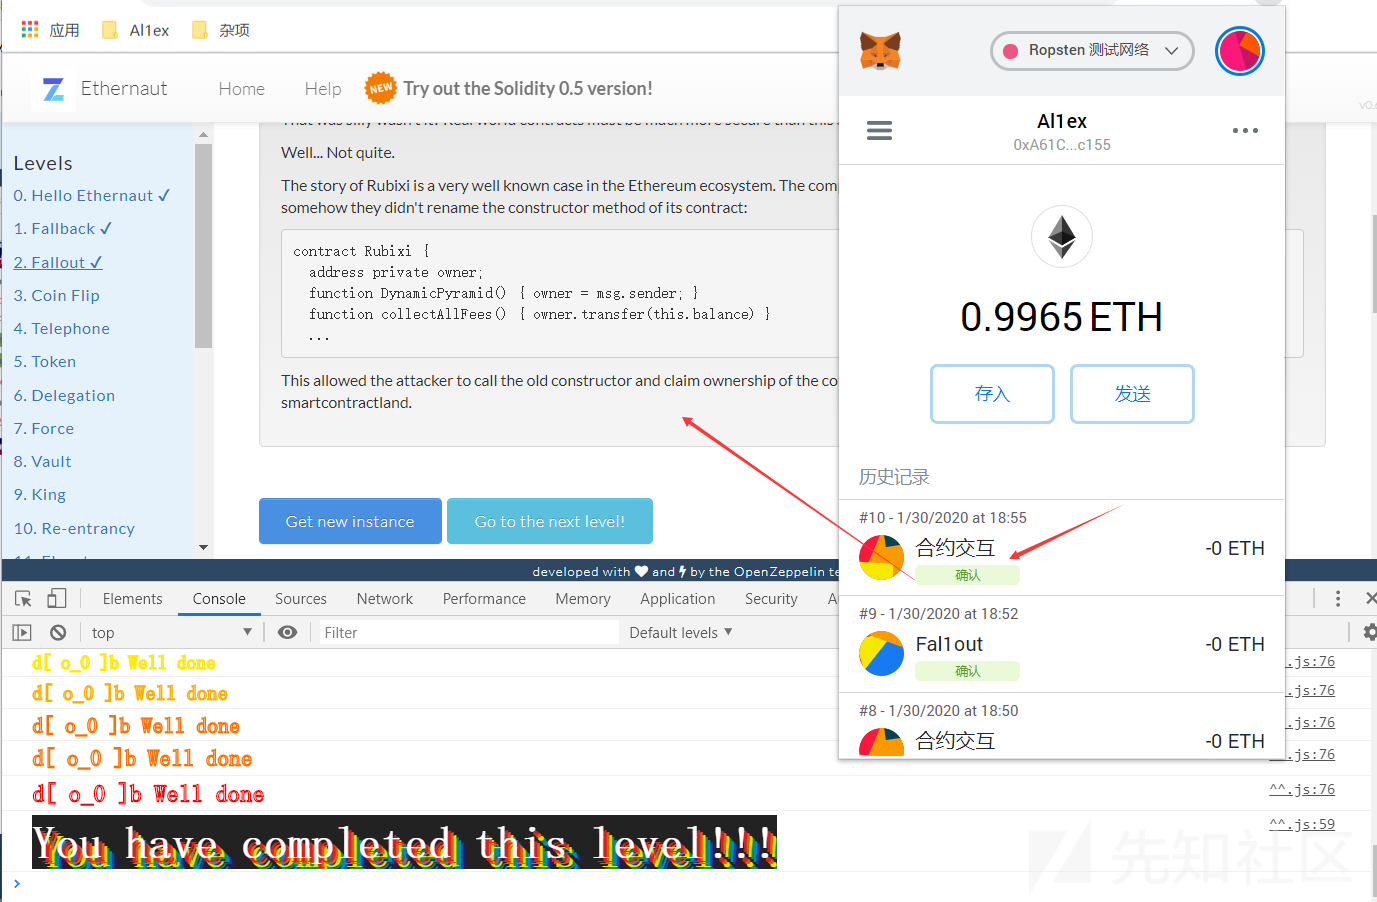 应用
Al1ex
杂项
Ethernaut
Home
Help
NEW
Try out the Solidity 0.5 version!
Levels
0. Hello Ethernaut ✓
1. Fallback ✓
2. Fallout ✓
3. Coin Flip
4. Telephone
5. Token
6. Delegation
7. Force
8. Vault
9. King
10. Re-entrancy
Well... Not quite.
The story of Rubixi is a very well known case in the Ethereum ecosystem. The com
somehow they didn't rename the constructor method of its contract:
contract Rubixi {
address private owner;
function DynamicPyramid() { owner = msg.sender; }
function collectAllFees() { owner.transfer(this.balance) }
...
This allowed the attacker to call the old constructor and claim ownership of the co
smartcontractland.
Get new instance
Go to the next level!
developed with ❤ and ⚡ by the OpenZeppelin te
Ropsten 测试网络
Al1ex
0xA61C...c155
0.9965 ETH
存入
发送
历史记录
#10 - 1/30/2020 at 18:55
合约交互
-0 ETH
确认
#9 - 1/30/2020 at 18:52
Fal1out
-0 ETH
确认
#8 - 1/30/2020 at 18:50
合约交互
-0 ETH
Elements
Console
Sources
Network
Performance
Memory
Application
Security
A
top
Filter
Default levels
d[ o_0 ]b Well done
.js:76
d[ o_0 ]b Well done
.js:76
d[ o_0 ]b Well done
.js:76
d[ o_0 ]b Well done
.js:76
d[ o_0 ]b Well done
^^.js:76
You have completed this level!!!
^^.js:59
先知社区